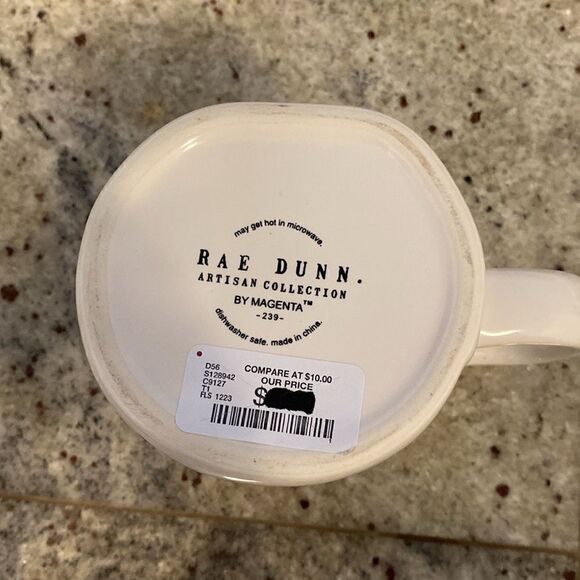 may get hot in microwave.
RAE DUNN.
ARTISAN COLLECTION
BY MAGENTA™
-239-
dishwasher safe. made in china.
D56
S128942
C9127
T1
FLS 1223
COMPARE AT $10.00
OUR PRICE
$